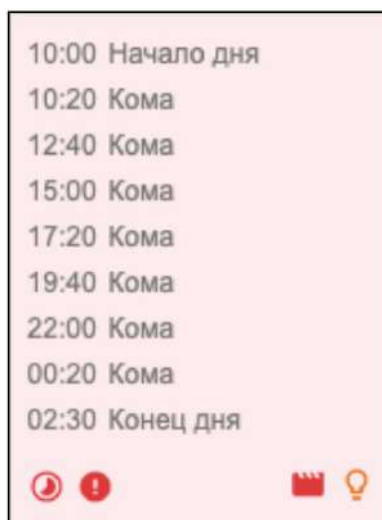 10:00 Начало дня
10:20 Кома
12:40 Кома
15:00 Кома
17:20 Кома
19:40 Кома
22:00 Кома
00:20 Кома
02:30 Конец дня